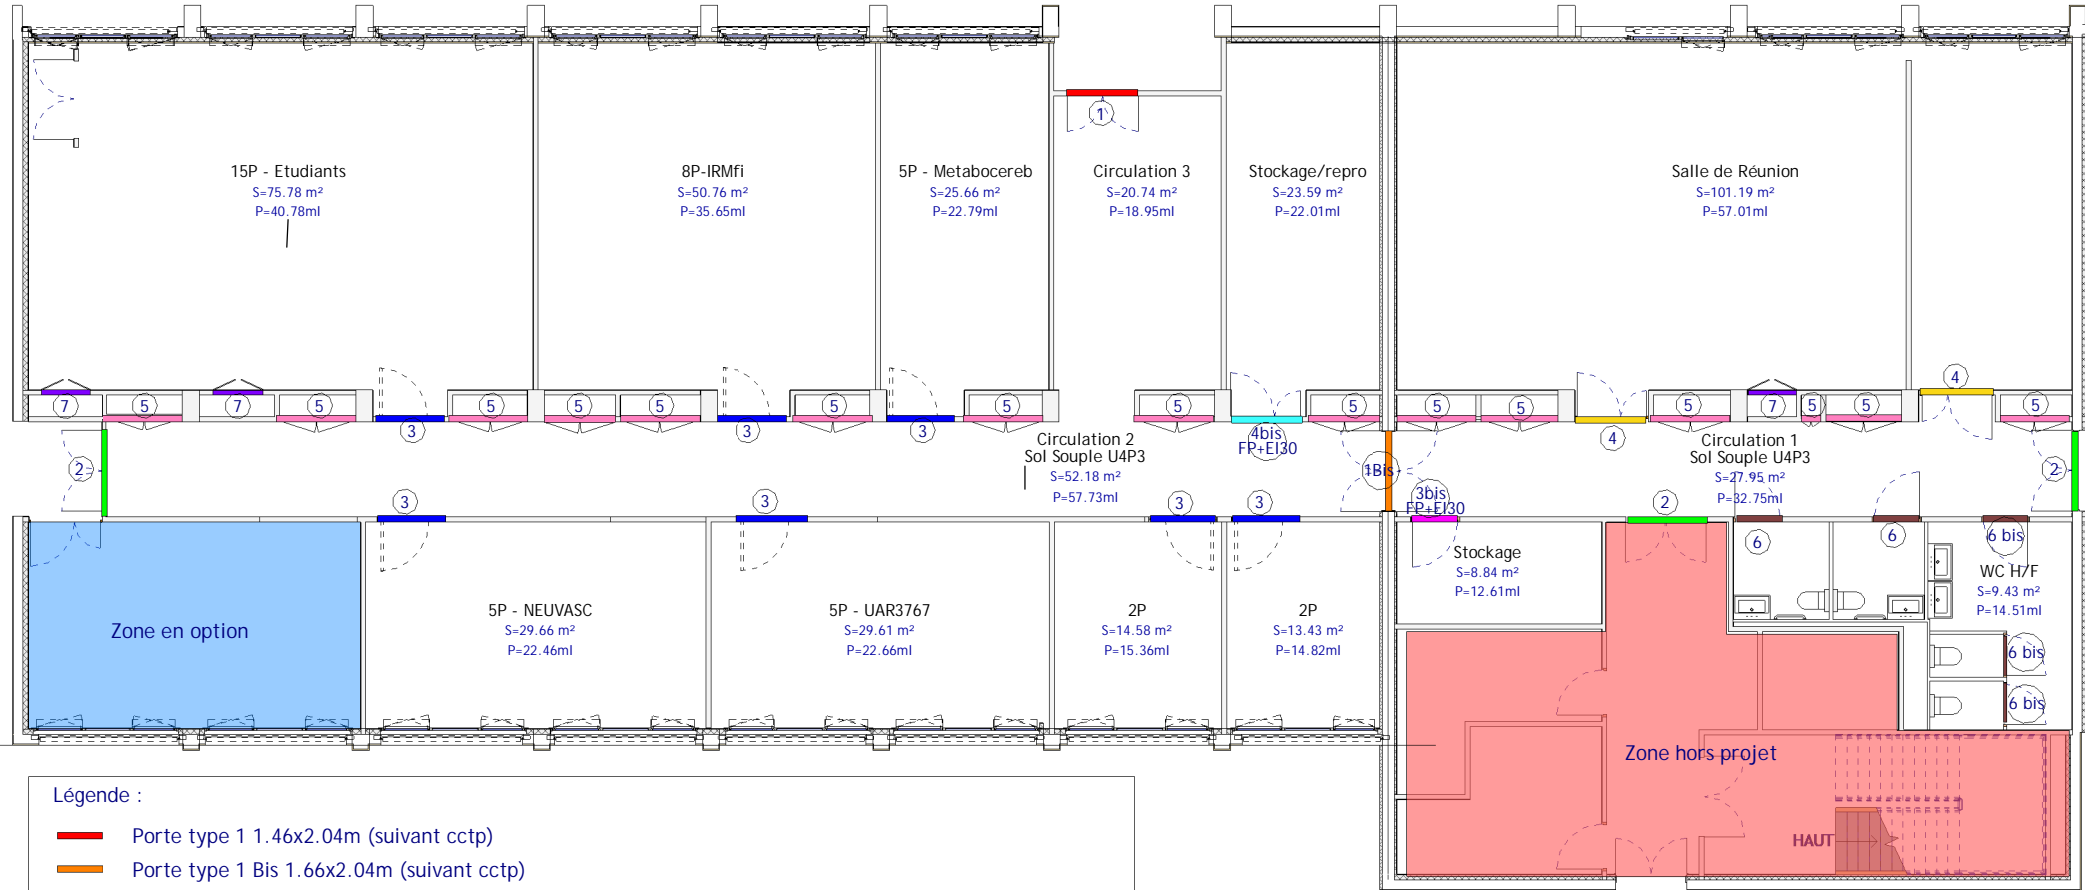 1
15P - Etudiants
S=75.78 m²
P=40.78ml
8P-IRMfi
S=50.76 m²
P=35.65ml
5P - Metabocereb
S=25.66 m²
P=22.79ml
Circulation 3
S=20.74 m²
P=18.95ml
Stockage/repro
S=23.59 m²
P=22.01ml
Salle de Réunion
S=101.19 m²
P=57.01ml
4
7
5
7
5
5
5
5
5
5
5
5
5
5
5
7
5
5
5
3
3
3
4bis
FP+EI30
4
Circulation 2
Sol Souple U4P3
S=52.18 m²
P=57.73ml
Circulation 1
Sol Souple U4P3
S=27.95 m²
P=32.75ml
2
1Bis
2
3
3
3
3
3bis
FP+EI30
2
6
6
6 bis
Stockage
S=8.84 m²
P=12.61ml
WC H/F
S=9.43 m²
P=14.51ml
Zone en option
5P - NEUVASC
S=29.66 m²
P=22.46ml
5P - UAR3767
S=29.61 m²
P=22.66ml
2P
S=14.58 m²
P=15.36ml
2P
S=13.43 m²
P=14.82ml
6 bis
6 bis
Zone hors projet
HAUT
Légende :
Porte type 1 1.46x2.04m (suivant cctp)
Porte type 1 Bis 1.66x2.04m (suivant cctp)